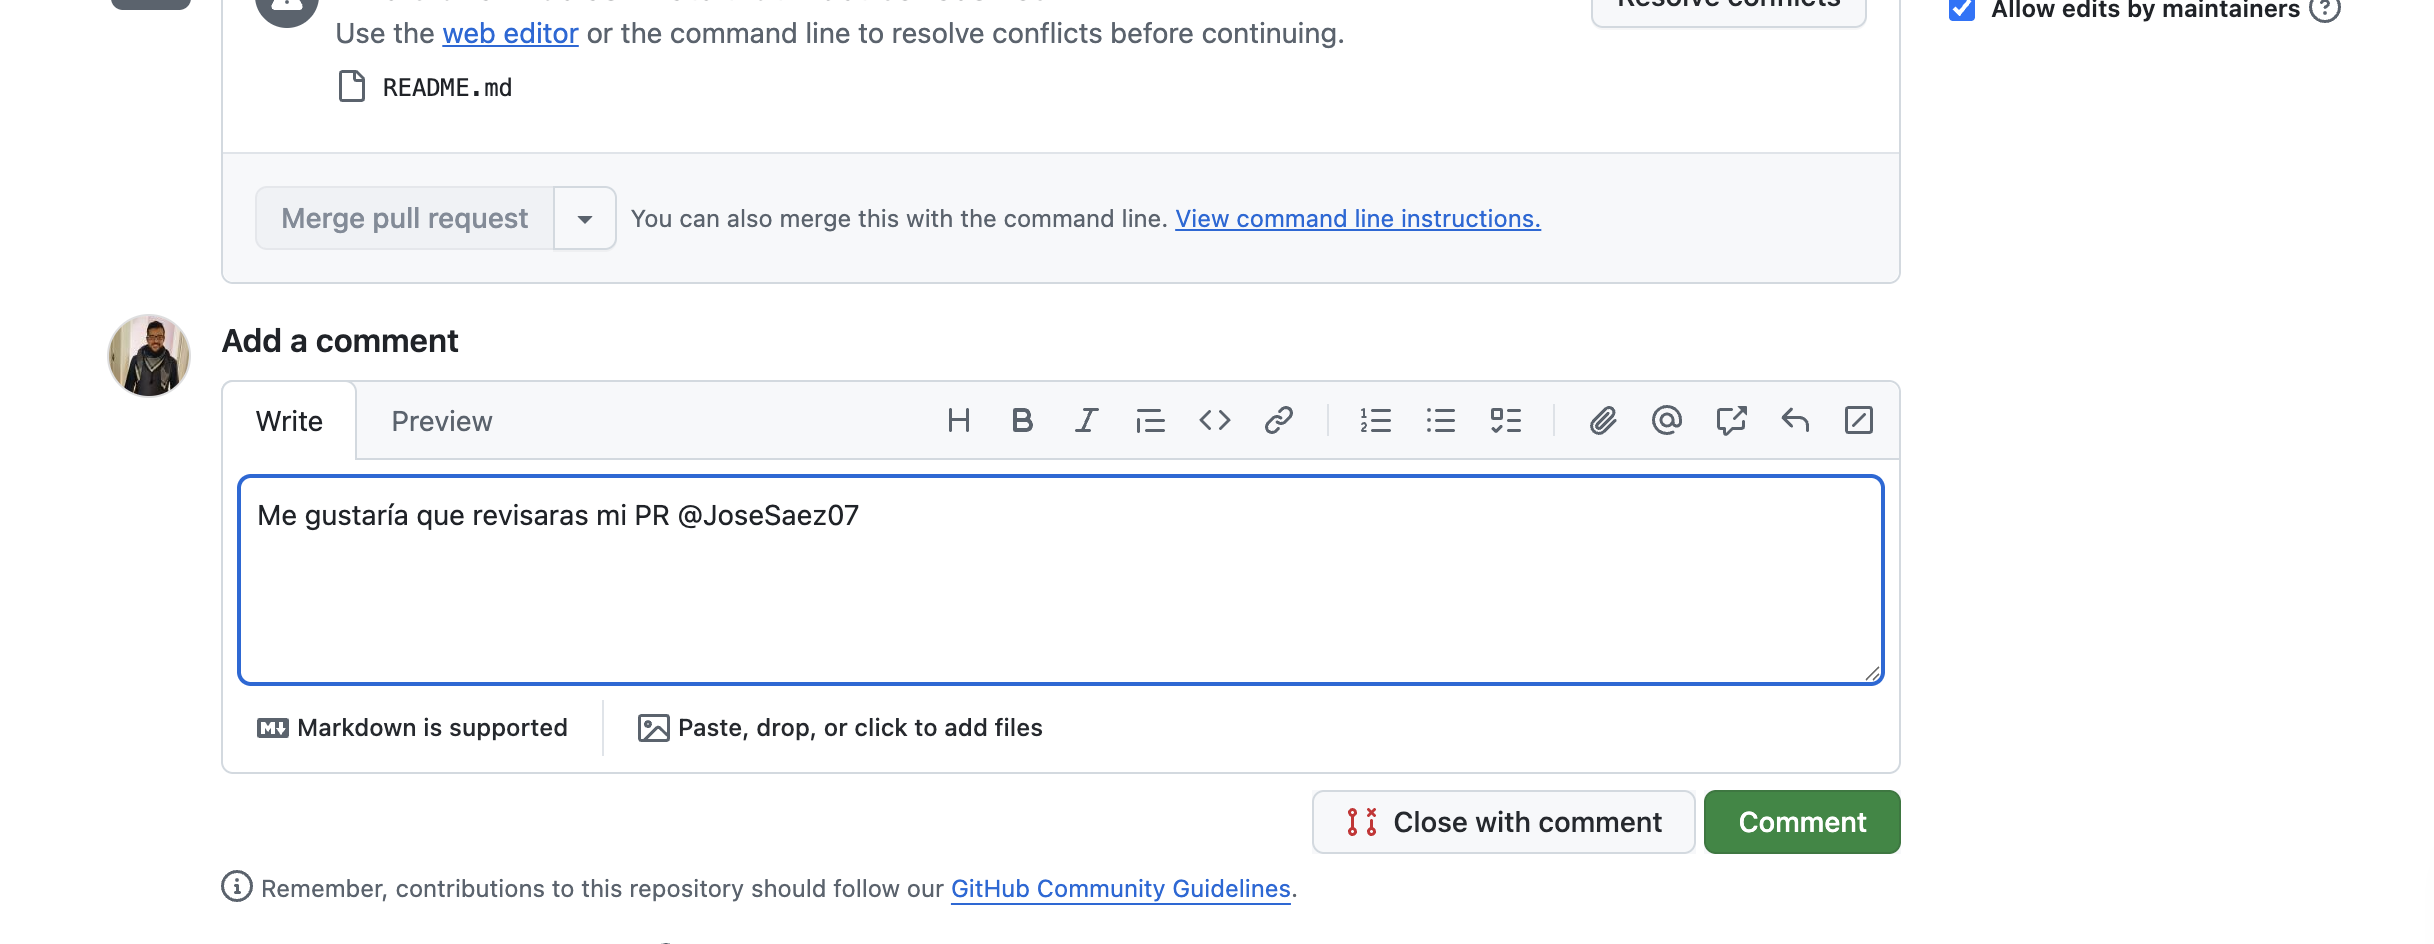 Resolve conflicts
Allow edits by maintainers
Use the web editor or the command line to resolve conflicts before continuing.
README.md
Merge pull request
You can also merge this with the command line. View command line instructions.
Add a comment
Write
Preview
Me gustaría que revisaras mi PR @JoseSaez07
Markdown is supported
Paste, drop, or click to add files
Close with comment
Comment
Remember, contributions to this repository should follow our GitHub Community Guidelines.